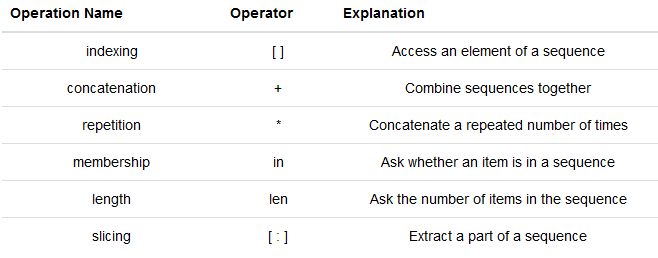 Operation Name Operator Explanation
indexing [ ] Access an element of a sequence
concatenation + Combine sequences together
repetition * Concatenate a repeated number of times
membership in Ask whether an item is in a sequence
length len Ask the number of items in the sequence
slicing [ : ] Extract a part of a sequence